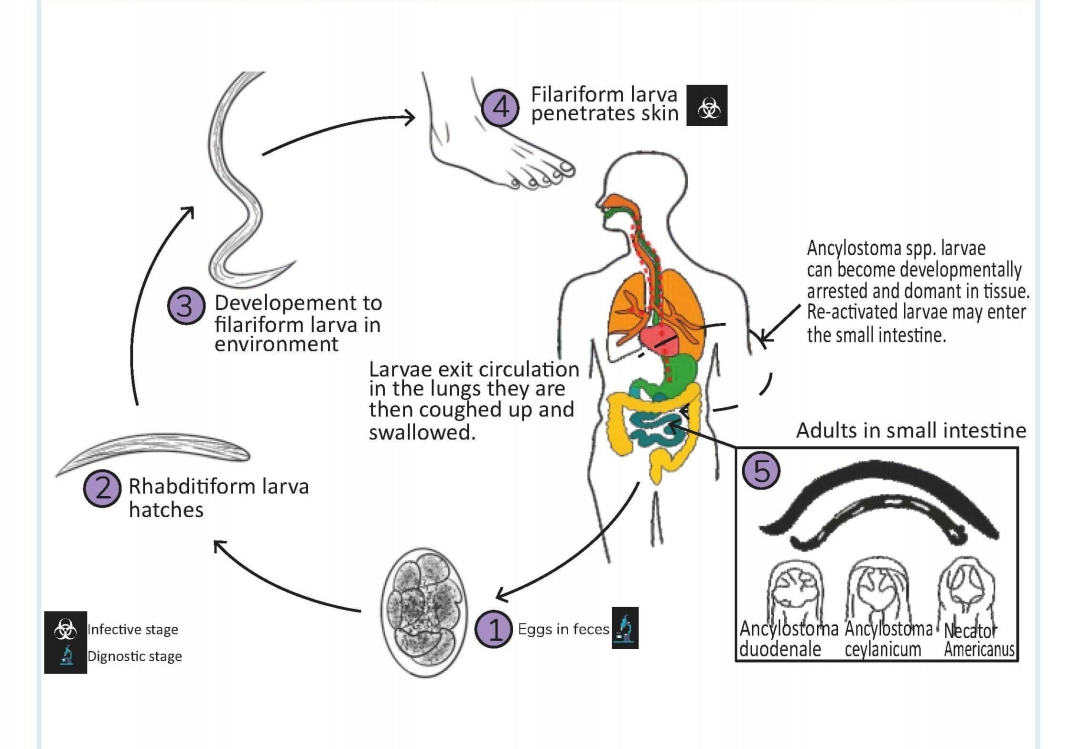 4
Filariform larva
penetrates skin
Ancylostoma spp. larvae
can become developmentally
arrested and domant in tissue.
Re-activated larvae may enter
the small intestine.
3
Developement to
filariform larva in
environment
Larvae exit circulation
in the lungs they are
then coughed up and
swallowed.
Adults in small intestine
5
2
Rhabditiform larva
hatches
1
Eggs in feces
Infective stage
Dignostic stage
Ancylostoma
duodenale
Ancylostoma
ceylanicum
Necator
Americanus